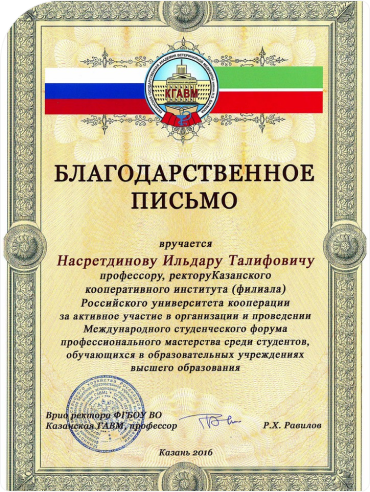 КГАВМ
БЛАГОДАРСТВЕННОЕ
ПИСЬМО
вручается
Насретдинову Ильдару Талифовичу
профессору, ректоруКазанского
кооперативного института (филиала)
Российского университета кооперации
за активное участие в организации и проведении
Международного студенческого форума
профессионального мастерства среди студентов,
обучающихся в образовательных учреждениях
высшего образования
Врио ректора ФГБОУ ВО
Казанская ГАВМ, профессор Р.Х. Равилов
Казань 2016